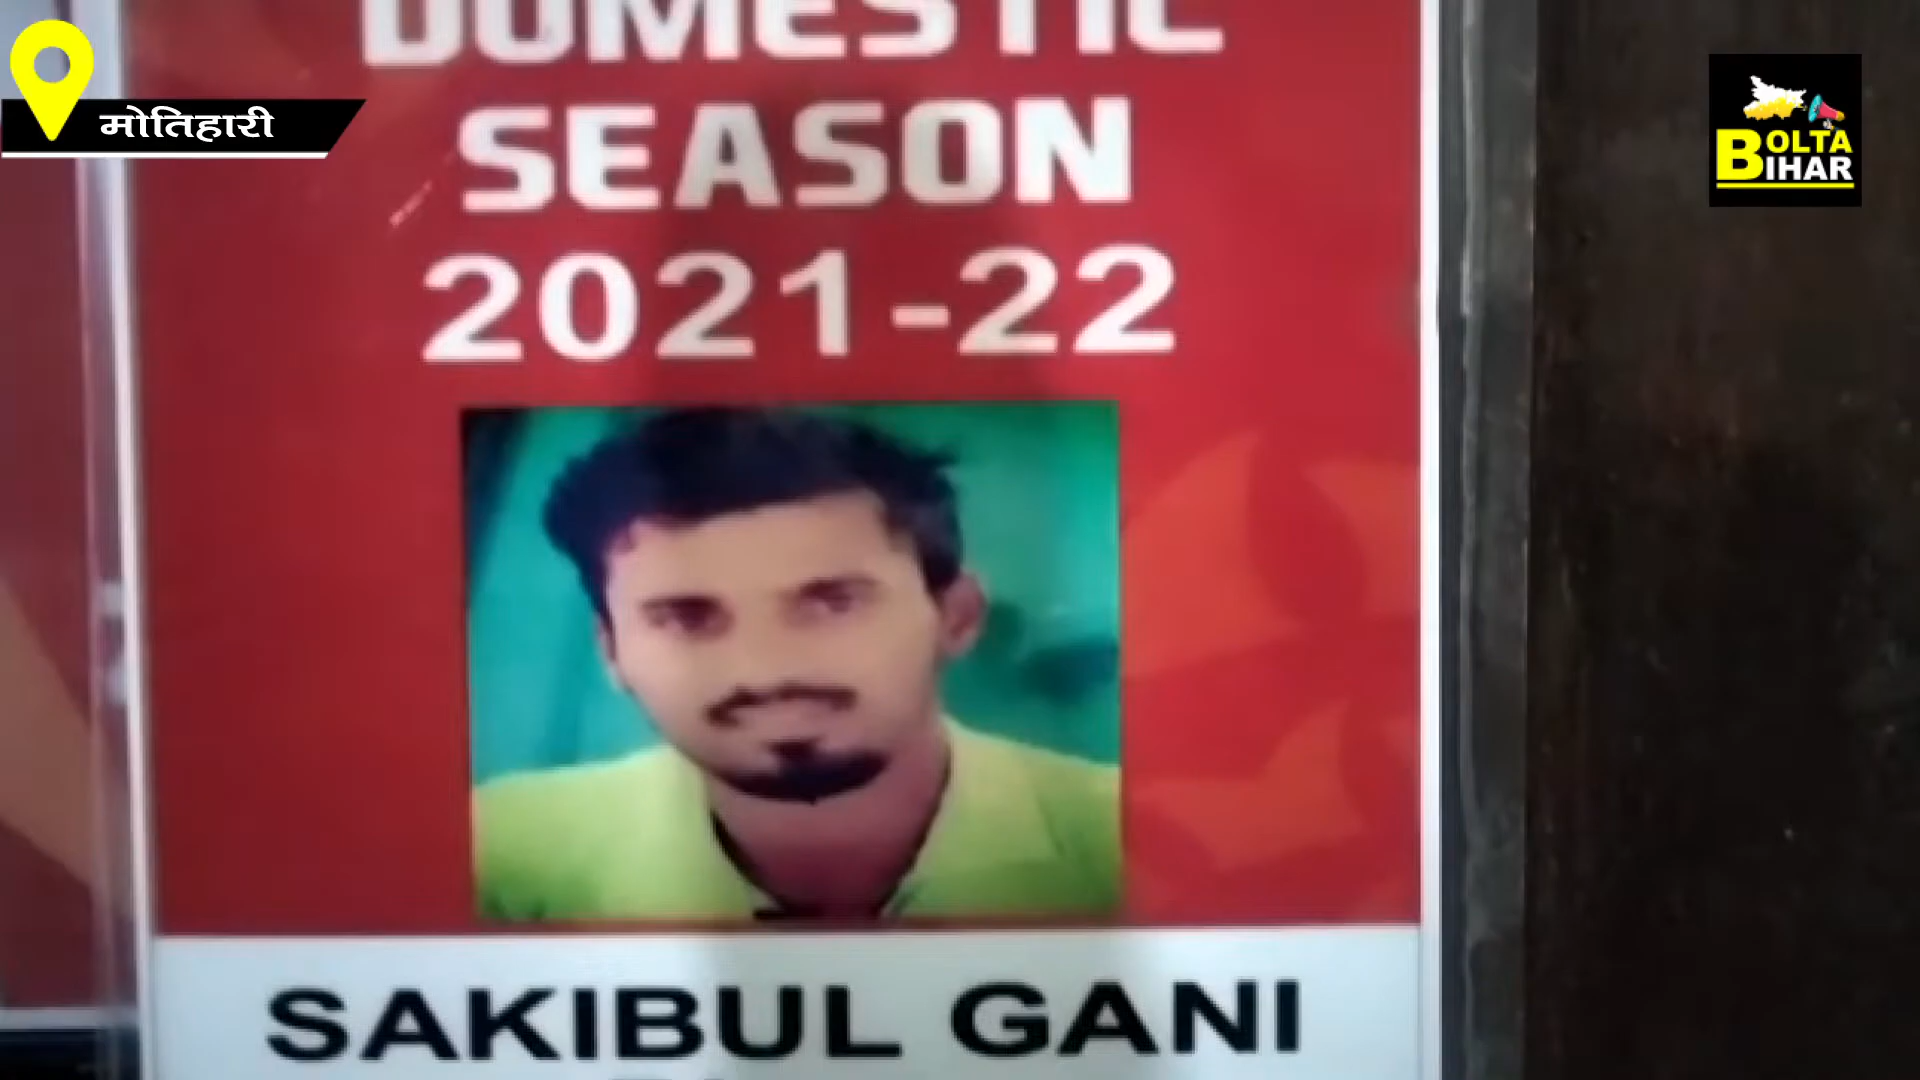 DOMESTIC
SEASON
2021-22
SAKIBUL GANI
मोतिहारी
BOLTA
BIHAR